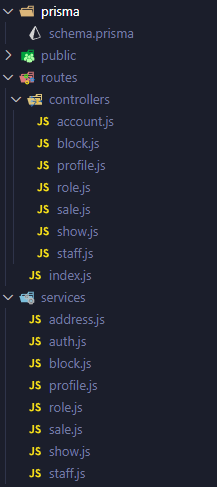 prisma
schema.prisma
public
routes
controllers
JS account.js
JS block.js
JS profile.js
JS role.js
JS sale.js
JS show.js
JS staff.js
JS index.js
services
JS address.js
JS auth.js
JS block.js
JS profile.js
JS role.js
JS sale.js
JS show.js
JS staff.js